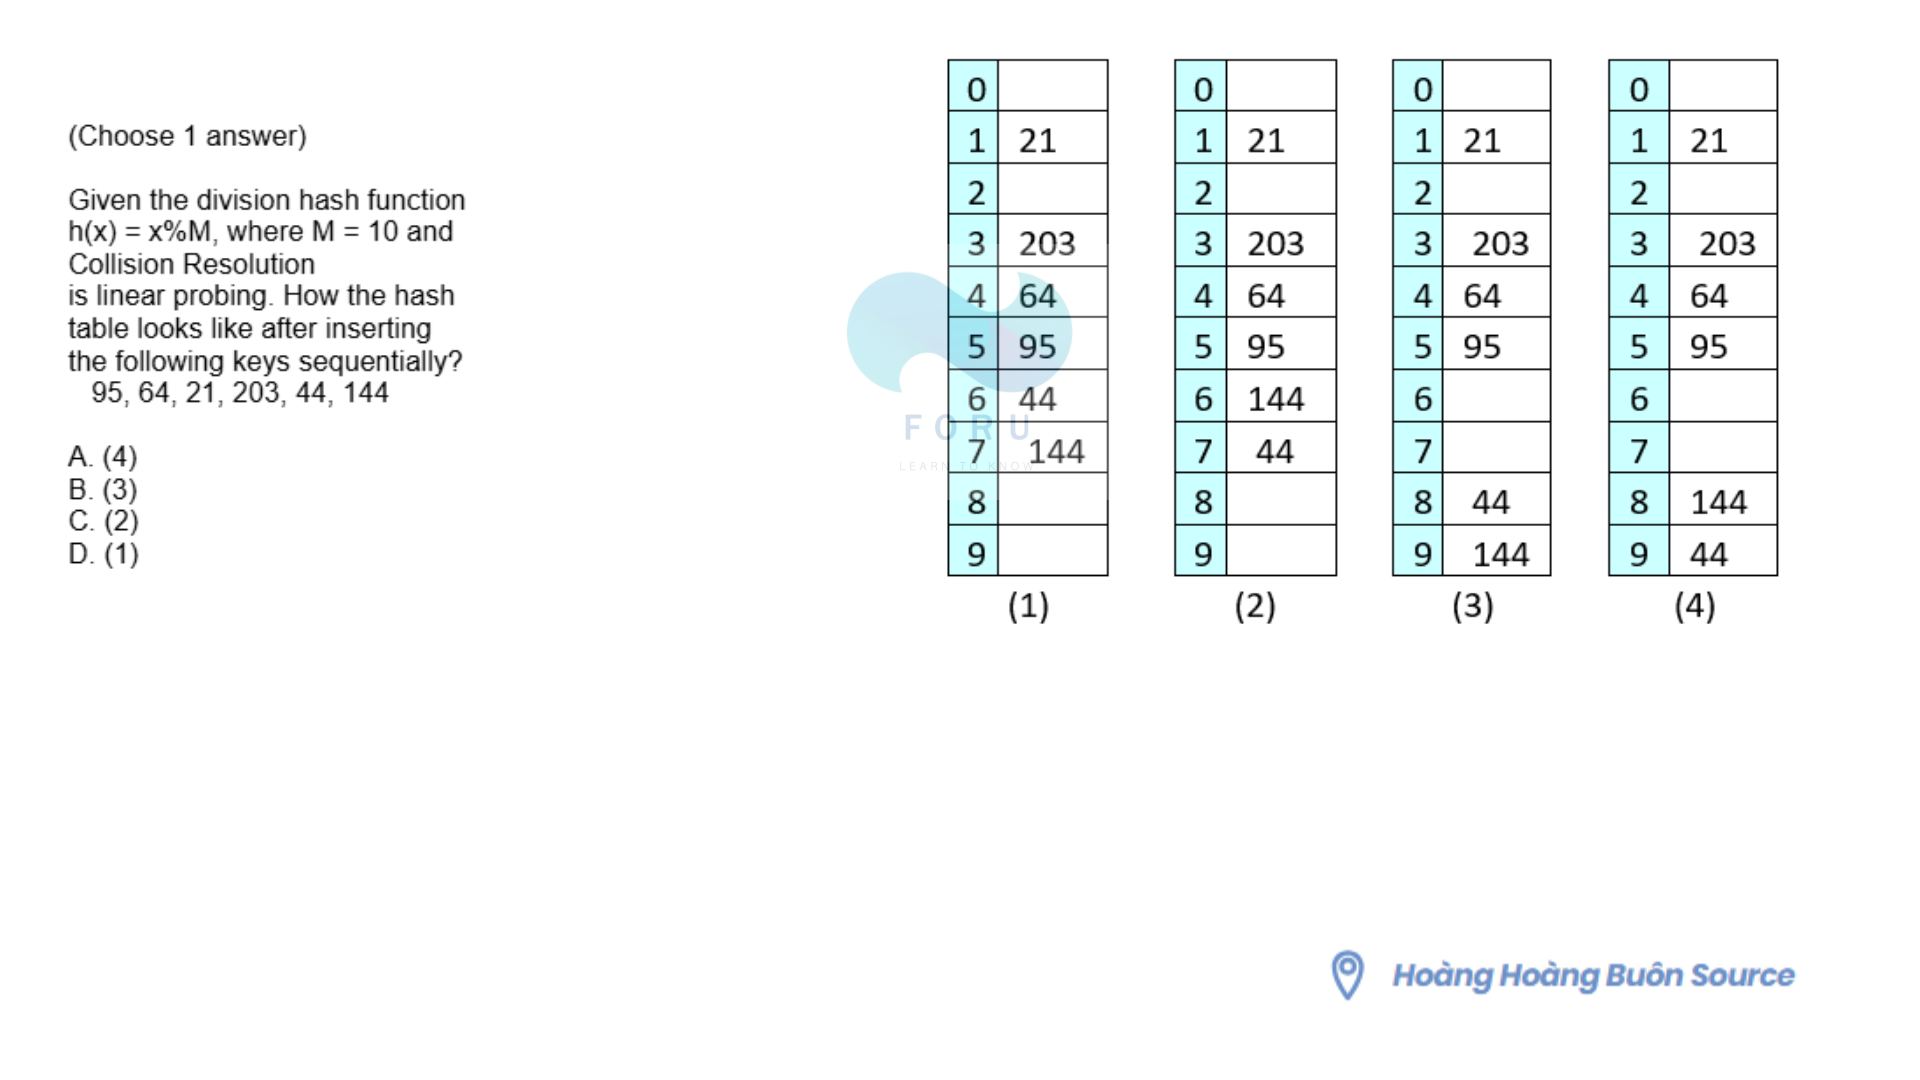 (Choose 1 answer)
Given the division hash function
h(x) = x%M, where M = 10 and
Collision Resolution
is linear probing. How the hash
table looks like after inserting
the following keys sequentially?
95, 64, 21, 203, 44, 144
A. (4)
B. (3)
C. (2)
D. (1)
0
1 21
2
3 203
4 64
5 95
6 44
7 144
8
9
(1)
0
1 21
2
3 203
4 64
5 95
6 144
7 44
8
9
(2)
0
1 21
2
3 203
4 64
5 95
6
7
8 44
9 144
(3)
0
1 21
2
3 203
4 64
5 95
6
7
8 144
9 44
(4)
FORU
LEARN TO KNOW
Hoàng Hoàng Buôn Source